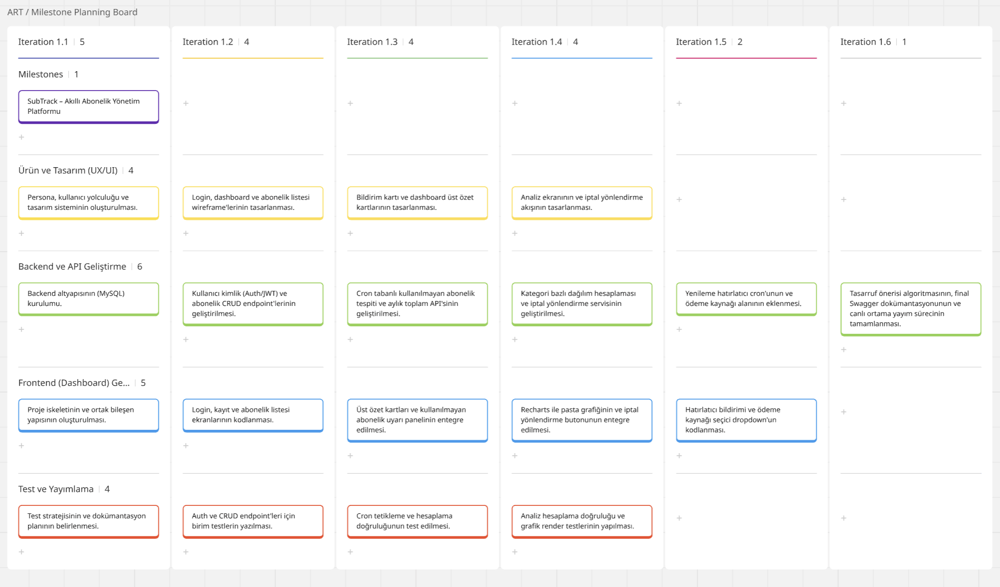 ART / Milestone Planning Board
Iteration 1.1 | 5
Iteration 1.2 | 4
Iteration 1.3 | 4
Iteration 1.4 | 4
Iteration 1.5 | 2
Iteration 1.6 | 1
Milestones | 1
SubTrack – Akıllı Abonelik Yönetim
Platformu
Ürün ve Tasarım (UX/UI) | 4
Persona, kullanıcı yolculuğu ve
tasarım sisteminin oluşturulması.
Login, dashboard ve abonelik listesi
wireframe'lerinin tasarlanması.
Bildirim kartı ve dashboard üst özet
kartlarının tasarlanması.
Analiz ekranının ve iptal yönlendirme
akışının tasarlanması.
Backend ve API Geliştirme | 6
Backend altyapısının (MySQL)
kurulumu.
Kullanıcı kimlik (Auth/JWT) ve
abonelik CRUD endpoint'lerinin
geliştirilmesi.
Cron tabanlı kullanılmayan abonelik
tespiti ve aylık toplam API'sinin
geliştirilmesi.
Kategori bazlı dağılım hesaplaması
ve iptal yönlendirme servisinin
geliştirilmesi.
Yenileme hatırlatıcı cron'unun ve
ödeme kaynağı alanının eklenmesi.
Tasarruf önerisi algoritmasının, final
Swagger dokümantasyonunun ve
canlı ortama yayım sürecinin
tamamlanması.
Frontend (Dashboard) Ge... | 5
Proje iskeletinin ve ortak bileşen
yapısının oluşturulması.
Login, kayıt ve abonelik listesi
ekranlarının kodlanması.
Üst özet kartları ve kullanılmayan
abonelik uyarı panelinin entegre
edilmesi.
Recharts ile pasta grafiğinin ve iptal
yönlendirme butonunun entegre
edilmesi.
Hatırlatıcı bildirimi ve ödeme
kaynağı seçici dropdown'un
kodlanması.
Test ve Yayımlama | 4
Test stratejisinin ve dokümantasyon
planının belirlenmesi.
Auth ve CRUD endpoint'leri için
birim testlerin yazılması.
Cron tetikleme ve hesaplama
doğruluğunun test edilmesi.
Analiz hesaplama doğruluğu ve
grafik render testlerinin yapılması.